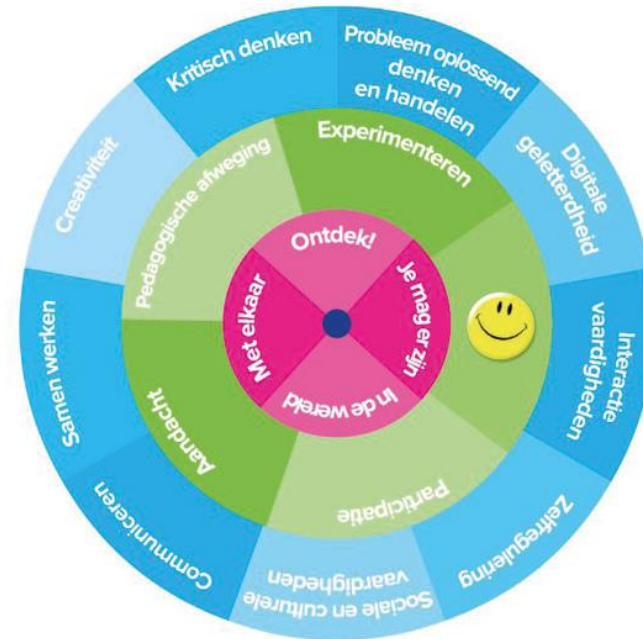 Kritisch denken
Probleem oplossend
denken
en handelen
Digitale
geletterdheid
Interactie
vaardigheden
Zelfregulering
Sociale en culturele
vaardigheden
Communiceren
Samen werken
Creativiteit
Pedagogische afweging
Experimenteren
Participatie
Aandacht
Ontdek!
Je mag er zijn
In de wereld
Met elkaar